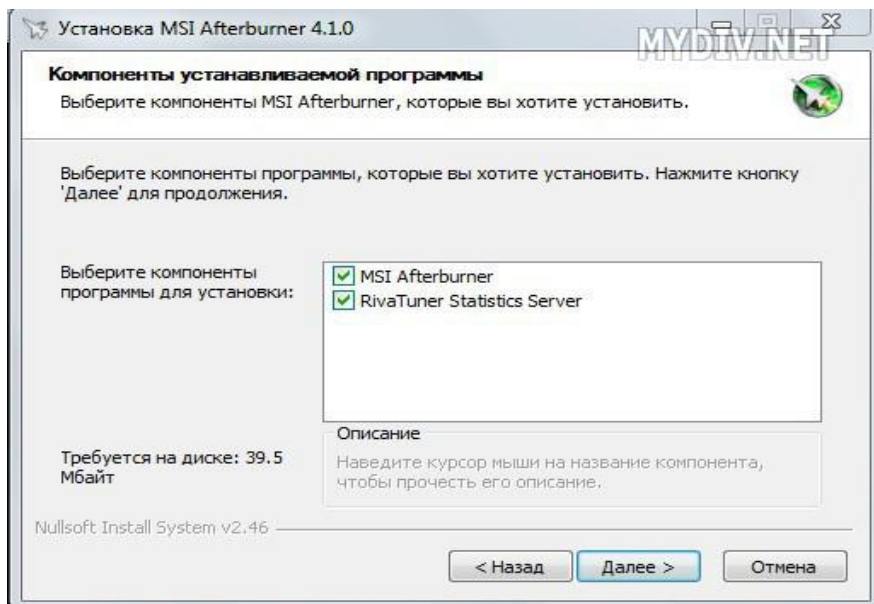 Установка MSI Afterburner 4.1.0
MYDIV.NET
Компоненты устанавливаемой программы
Выберите компоненты MSI Afterburner, которые вы хотите установить.
Выберите компоненты программы, которые вы хотите установить. Нажмите кнопку
'Далее' для продолжения.
Выберите компоненты
программы для установки:
MSI Afterburner
RivaTuner Statistics Server
Требуется на диске: 39.5
Мбайт
Описание
Наведите курсор мыши на название компонента,
чтобы прочесть его описание.
Nullsoft Install System v2.46
< Назад
Далее >
Отмена